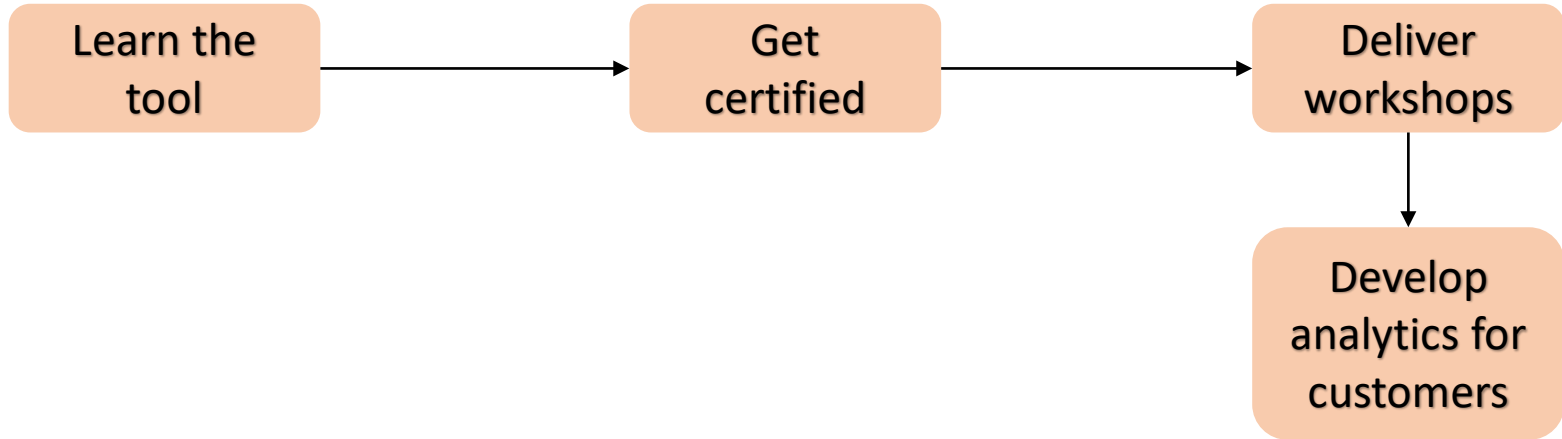 Learn the
tool
Get
certified
Deliver
workshops
Develop
analytics for
customers